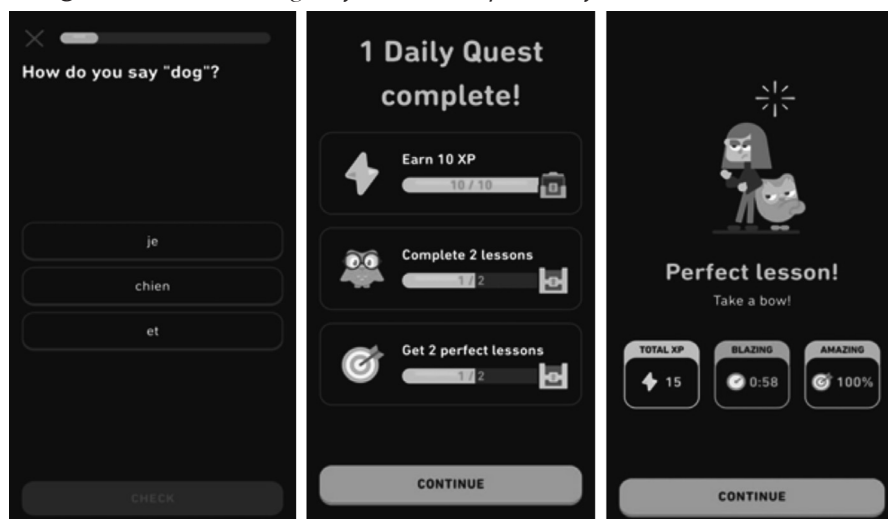 How do you say "dog"?
je
chien
et
CHECK
1 Daily Quest
complete!
Earn 10 XP
10 / 10
Complete 2 lessons
1 / 2
Get 2 perfect lessons
1 / 2
CONTINUE
Perfect lesson!
Take a bow!
TOTAL XP
15
BLAZING
0:58
AMAZING
100%
CONTINUE